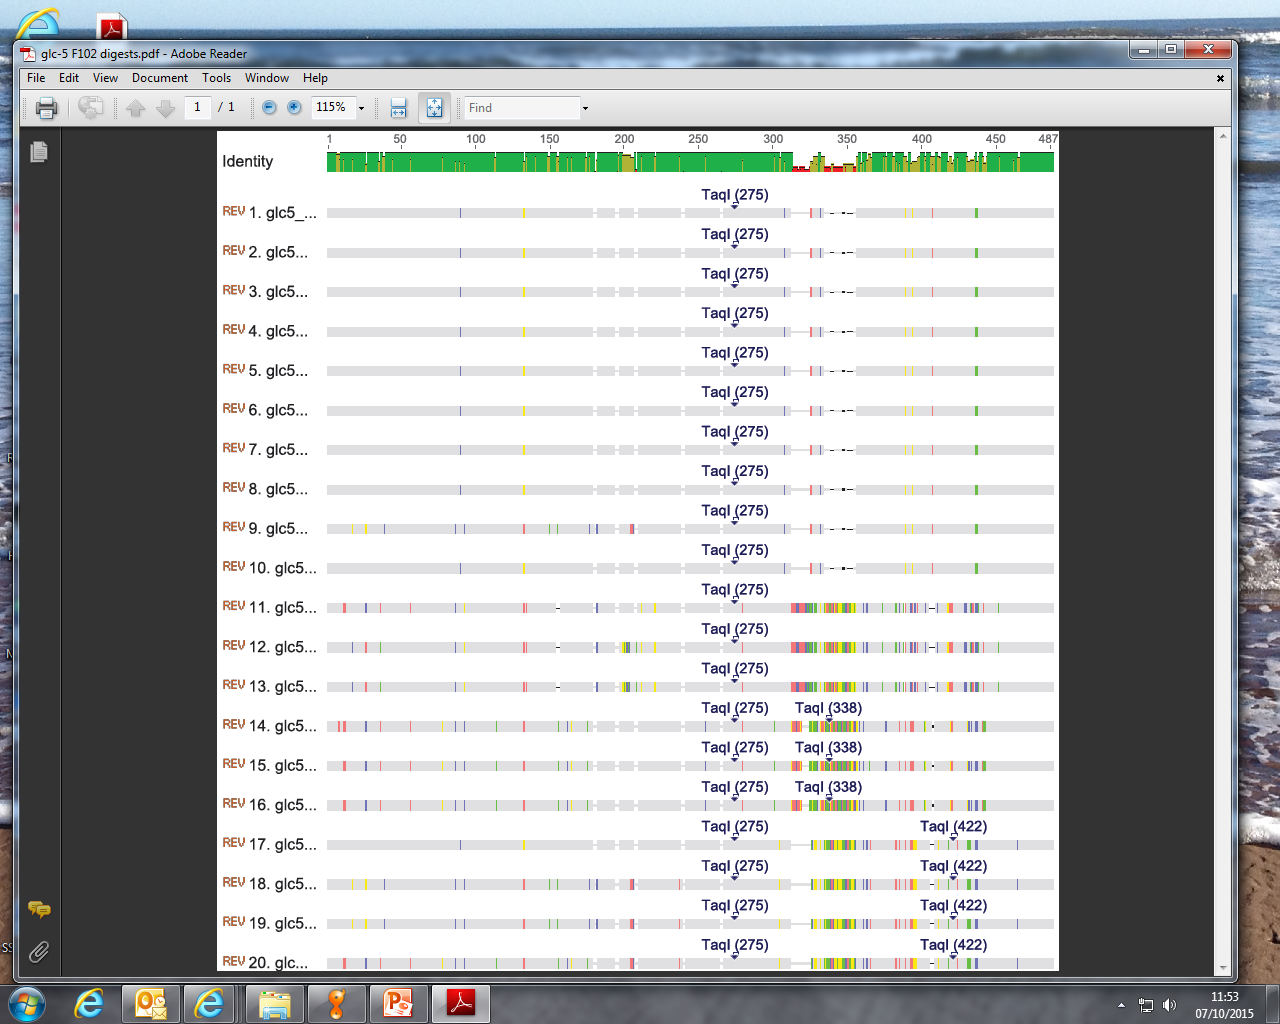 glc-5 F102 digests.pdf - Adobe Reader
File Edit View Document Tools Window Help
1 / 1 115% Find
1 50 100 150 200 250 300 350 400 450 487
Identity
TaqI (275)
REV 1. glc5_...
TaqI (275)
REV 2. glc5...
TaqI (275)
REV 3. glc5...
TaqI (275)
REV 4. glc5...
TaqI (275)
REV 5. glc5...
TaqI (275)
REV 6. glc5...
TaqI (275)
REV 7. glc5...
TaqI (275)
REV 8. glc5...
TaqI (275)
REV 9. glc5...
TaqI (275)
REV 10. glc5...
TaqI (275)
REV 11. glc5...
TaqI (275)
REV 12. glc5...
TaqI (275)
REV 13. glc5...
TaqI (275) TaqI (338)
REV 14. glc5...
TaqI (275) TaqI (338)
REV 15. glc5...
TaqI (275) TaqI (338)
REV 16. glc5...
TaqI (275) TaqI (422)
REV 17. glc5...
TaqI (275) TaqI (422)
REV 18. glc5...
TaqI (275) TaqI (422)
REV 19. glc5...
TaqI (275) TaqI (422)
REV 20. glc...
11:53
07/10/2015